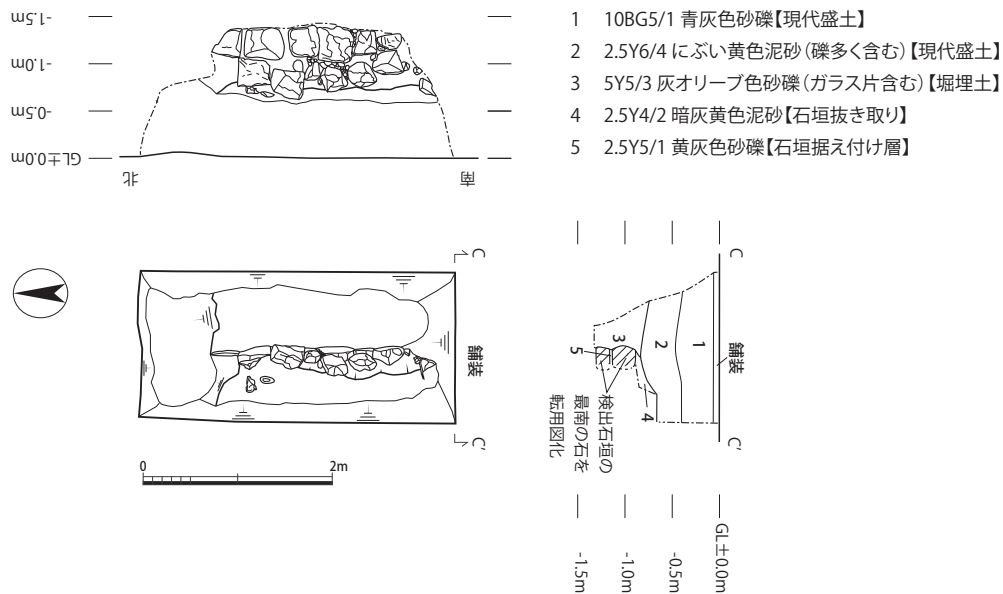 -1.5m
-1.0m
-0.5m
GL±0.0m
北
南
1 10BG5/1 青灰色砂礫【現代盛土】
2 2.5Y6/4 にぶい黄色泥砂（礫多く含む）【現代盛土】
3 5Y5/3 灰オリーブ色砂礫（ガラス片含む）【堀埋土】
4 2.5Y4/2 暗灰黄色泥砂【石垣抜き取り】
5 2.5Y5/1 黄灰色砂礫【石垣据え付け層】
C
C'
舗装
0
2m
C
C'
舗装
1
2
3
4
5
検出石垣の
最南の石を
転用図化
GL±0.0m
-0.5m
-1.0m
-1.5m